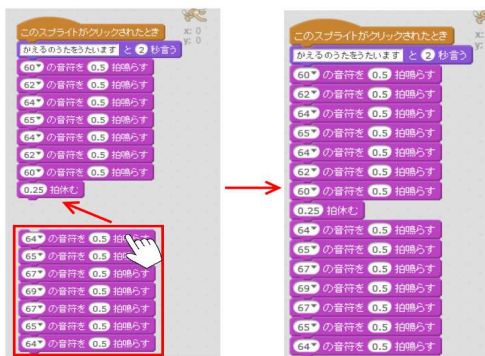 このスプライトがクリックされたとき
かえるのうたをうたいます と 2 秒言う
60 の音符を 0.5 拍鳴らす
62 の音符を 0.5 拍鳴らす
64 の音符を 0.5 拍鳴らす
65 の音符を 0.5 拍鳴らす
64 の音符を 0.5 拍鳴らす
62 の音符を 0.5 拍鳴らす
60 の音符を 0.5 拍鳴らす
0.25 拍休む
64 の音符を 0.5 拍鳴らす
65 の音符を 0.5 拍鳴らす
67 の音符を 0.5 拍鳴らす
69 の音符を 0.5 拍鳴らす
67 の音符を 0.5 拍鳴らす
65 の音符を 0.5 拍鳴らす
64 の音符を 0.5 拍鳴らす
x: 0
y: 0
このスプライトがクリックされたとき
かえるのうたをうたいます と 2 秒言う
60 の音符を 0.5 拍鳴らす
62 の音符を 0.5 拍鳴らす
64 の音符を 0.5 拍鳴らす
65 の音符を 0.5 拍鳴らす
64 の音符を 0.5 拍鳴らす
62 の音符を 0.5 拍鳴らす
60 の音符を 0.5 拍鳴らす
0.25 拍休む
64 の音符を 0.5 拍鳴らす
65 の音符を 0.5 拍鳴らす
67 の音符を 0.5 拍鳴らす
69 の音符を 0.5 拍鳴らす
67 の音符を 0.5 拍鳴らす
65 の音符を 0.5 拍鳴らす
64 の音符を 0.5 拍鳴らす